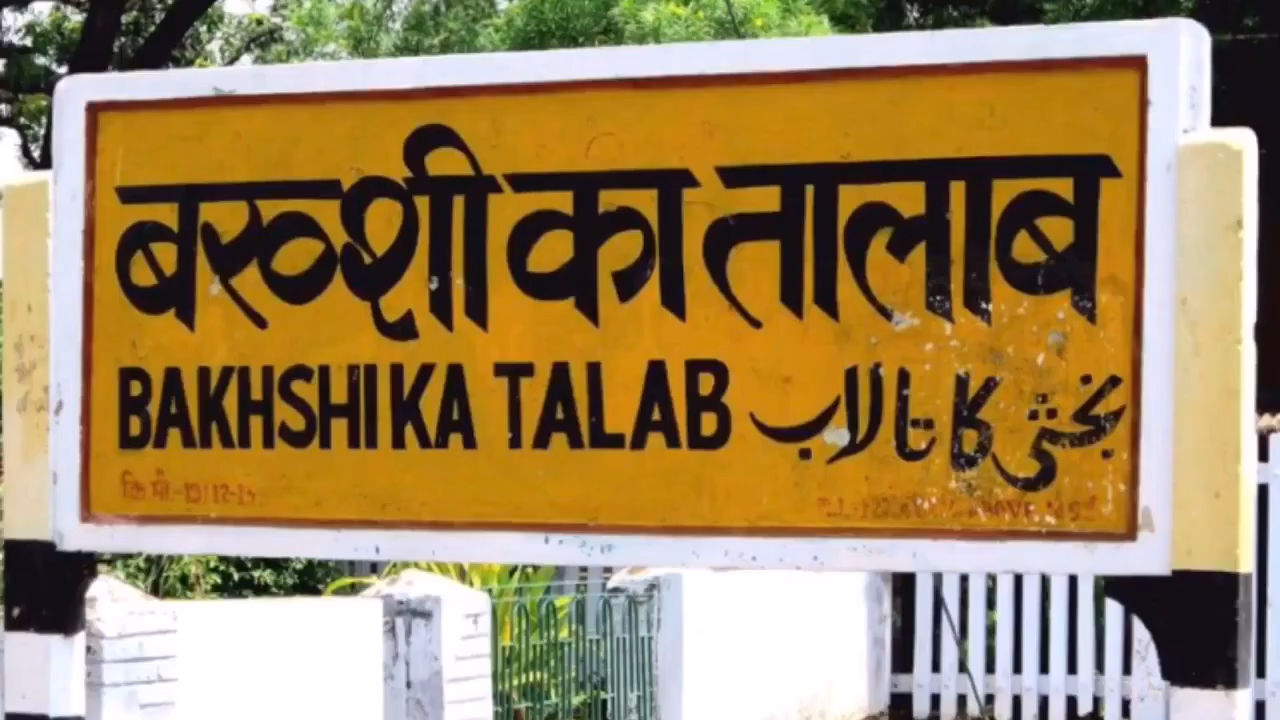 बख्शी का तालाब
BAKHSHI KA TALAB بخشی کا تالاب